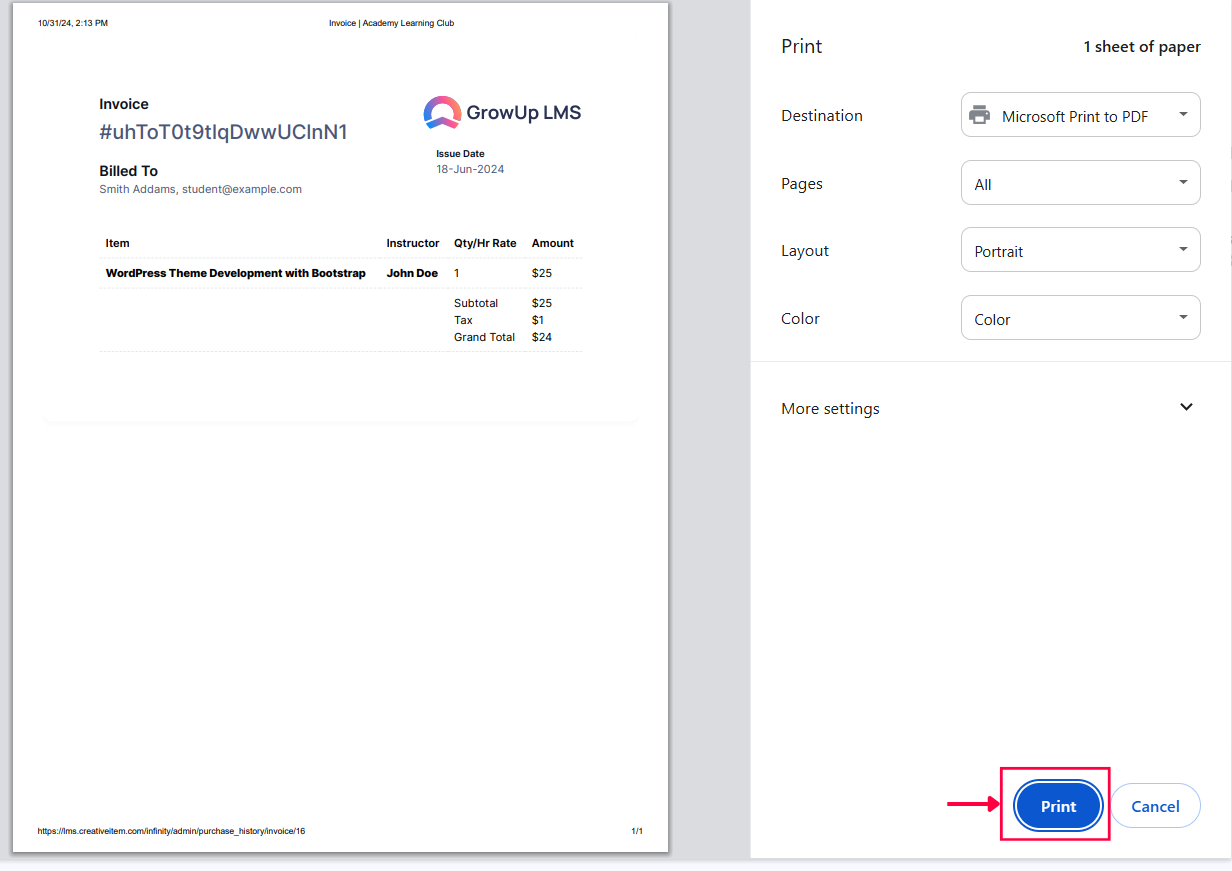 10/31/24, 2:13 PM
Invoice | Academy Learning Club
Invoice
#uhToT0t9tIqDwwUCInN1
GrowUp LMS
Issue Date
18-Jun-2024
Billed To
Smith Addams, student@example.com
Item Instructor Qty/Hr Rate Amount
WordPress Theme Development with Bootstrap John Doe 1 $25
Subtotal $25
Tax $1
Grand Total $24
https://lms.creativeitem.com/infinity/admin/purchase_history/invoice/16
1/1
Print
1 sheet of paper
Destination
Microsoft Print to PDF
Pages
All
Layout
Portrait
Color
Color
More settings
Print
Cancel